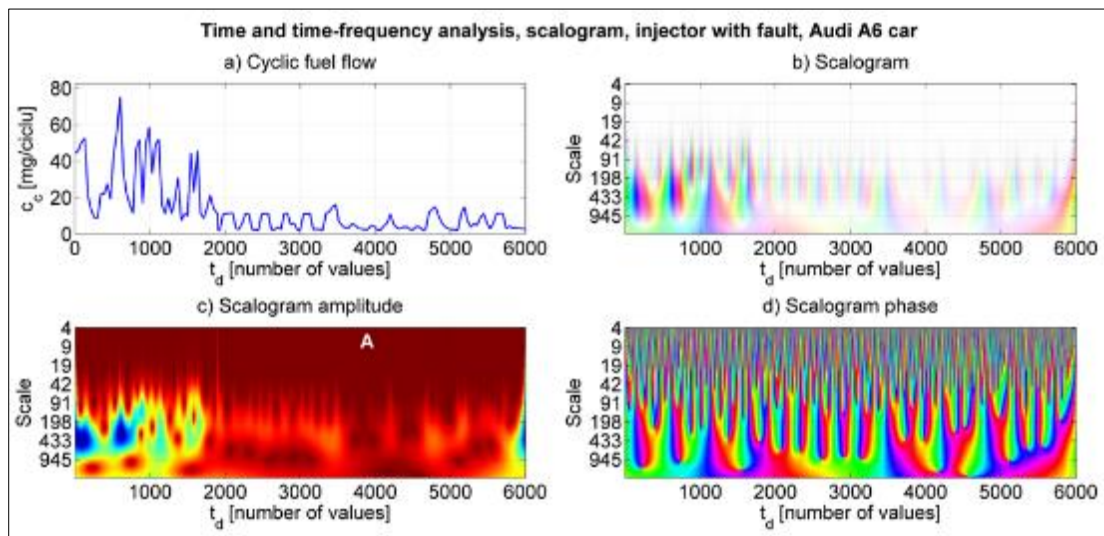 Time and time-frequency analysis, scalogram, injector with fault, Audi A6 car
a) Cyclic fuel flow
80
60
40
20
0
c_c [mg/ciclu]
0 1000 2000 3000 4000 5000 6000
t_d [number of values]
b) Scalogram
4
9
19
42
91
198
433
945
Scale
1000 2000 3000 4000 5000 6000
t_d [number of values]
c) Scalogram amplitude
A
4
9
19
42
91
198
433
945
Scale
1000 2000 3000 4000 5000 6000
t_d [number of values]
d) Scalogram phase
4
9
19
42
91
198
433
945
Scale
1000 2000 3000 4000 5000 6000
t_d [number of values]